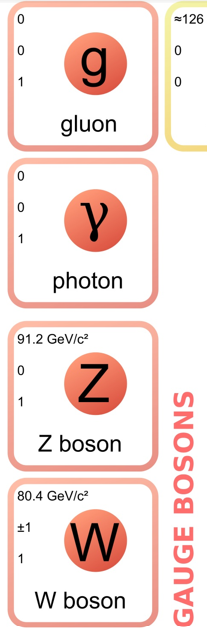 0
0
1
g
gluon
≈126
0
0
0
0
1
γ
photon
91.2 GeV/c²
0
1
Z
Z boson
80.4 GeV/c²
±1
1
W
W boson
GAUGE BOSONS